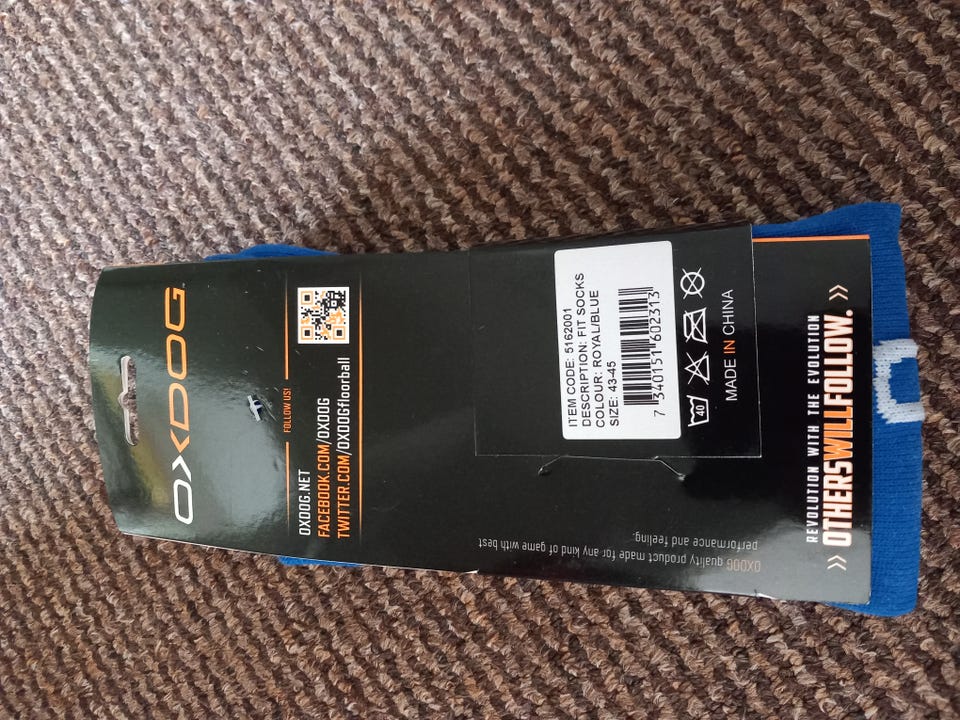 OXDOG
FOLLOW US!
OXDOG.NET
FACEBOOK.COM/OXDOG
TWITTER.COM/OXDOGfloorball
OXDOG quality product made for any kind of game with best
performance and feeling.
ITEM CODE: 5162001
DESCRIPTION: FIT SOCKS
COLOUR: ROYAL/BLUE
SIZE: 43-45
7 340151 602313
40
MADE IN CHINA
REVOLUTION WITH THE EVOLUTION
>> OTHERSWILLFOLLOW. >>